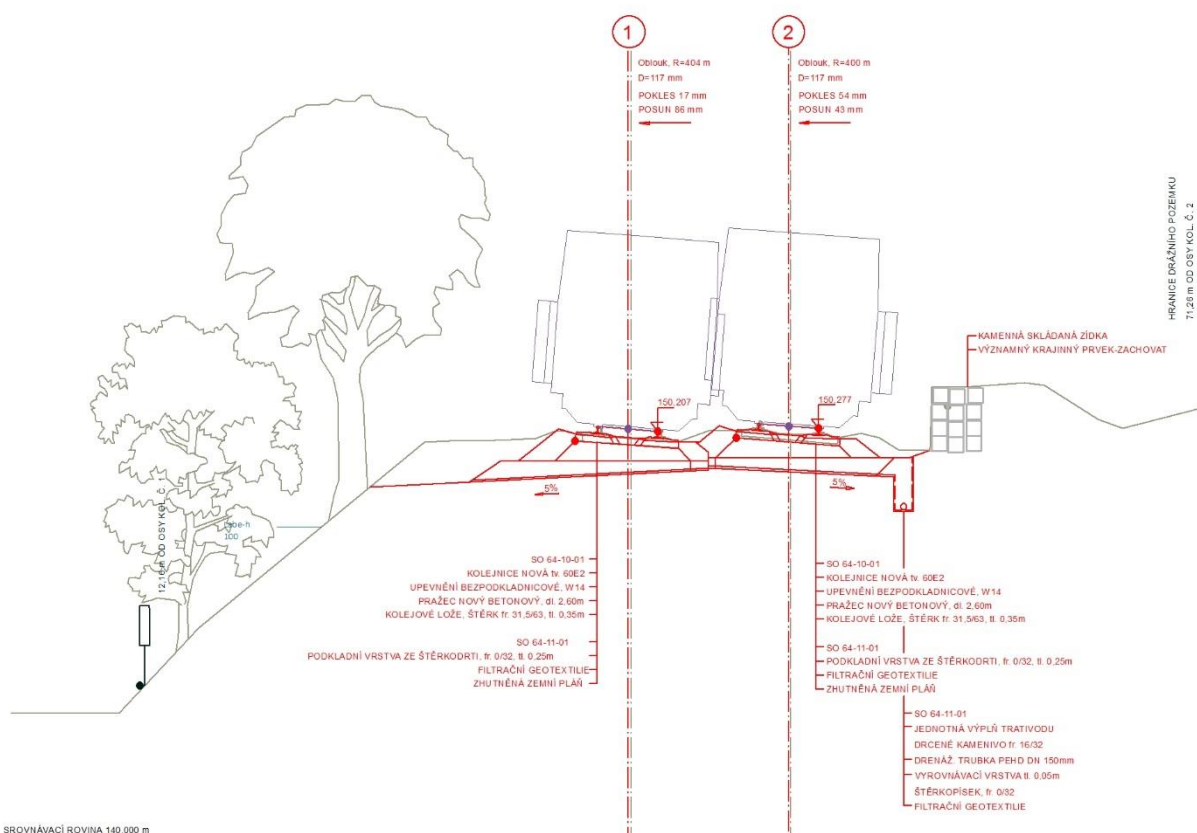 1
2
Oblouk, R=404 m
D=117 mm
POKLES 17 mm
POSUN 86 mm
Oblouk, R=400 m
D=117 mm
POKLES 54 mm
POSUN 43 mm
HRANICE DRÁŽNÍHO POZEMKU
71,26 m OD OSY KOL. Č. 2
KAMENNÁ SKLÁDANÁ ZÍDKA
VÝZNAMNÝ KRAJINNÝ PRVEK-ZACHOVAT
150,207
150,277
5%
5%
12,16 m OD OSY KOL. Č. 1
100
SO 64-10-01
KOLEJNICE NOVÁ tv. 60E2
UPEVNĚNÍ BEZPODKLADNICOVÉ, W14
PRAŽEC NOVÝ BETONOVÝ, dl. 2,60m
KOLEJOVÉ LOŽE, ŠTĚRK fr. 31,5/63, tl. 0,35m
SO 64-11-01
PODKLADNÍ VRSTVA ZE ŠTĚRKODRTI, fr. 0/32, tl. 0,25m
FILTRAČNÍ GEOTEXTILIE
ZHUTNĚNÁ ZEMNÍ PLÁŇ
SO 64-10-01
KOLEJNICE NOVÁ tv. 60E2
UPEVNĚNÍ BEZPODKLADNICOVÉ, W14
PRAŽEC NOVÝ BETONOVÝ, dl. 2,60m
KOLEJOVÉ LOŽE, ŠTĚRK fr. 31,5/63, tl. 0,35m
SO 64-11-01
PODKLADNÍ VRSTVA ZE ŠTĚRKODRTI, fr. 0/32, tl. 0,25m
FILTRAČNÍ GEOTEXTILIE
ZHUTNĚNÁ ZEMNÍ PLÁŇ
SO 64-11-01
JEDNOTNÁ VÝPLŇ TRATIVODU
DRCENÉ KAMENIVO fr. 16/32
DRENÁŽ. TRUBKA PEHD DN 150mm
VYROVNÁVACÍ VRSTVA tl. 0,05m
ŠTĚRKOPÍSEK, fr. 0/32
FILTRAČNÍ GEOTEXTILIE
SROVNÁVACÍ ROVINA 140.000 m